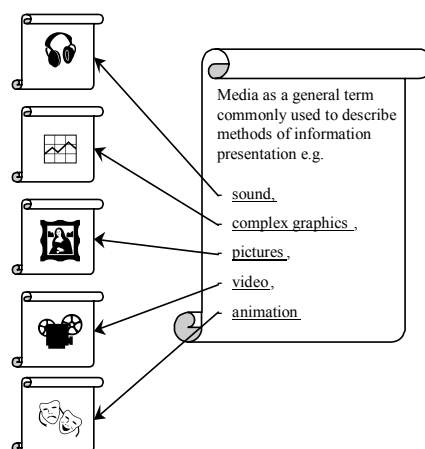 Media as a general term
commonly used to describe
methods of information
presentation e.g.
- sound,
- complex graphics ,
- pictures ,
- video ,
- animation